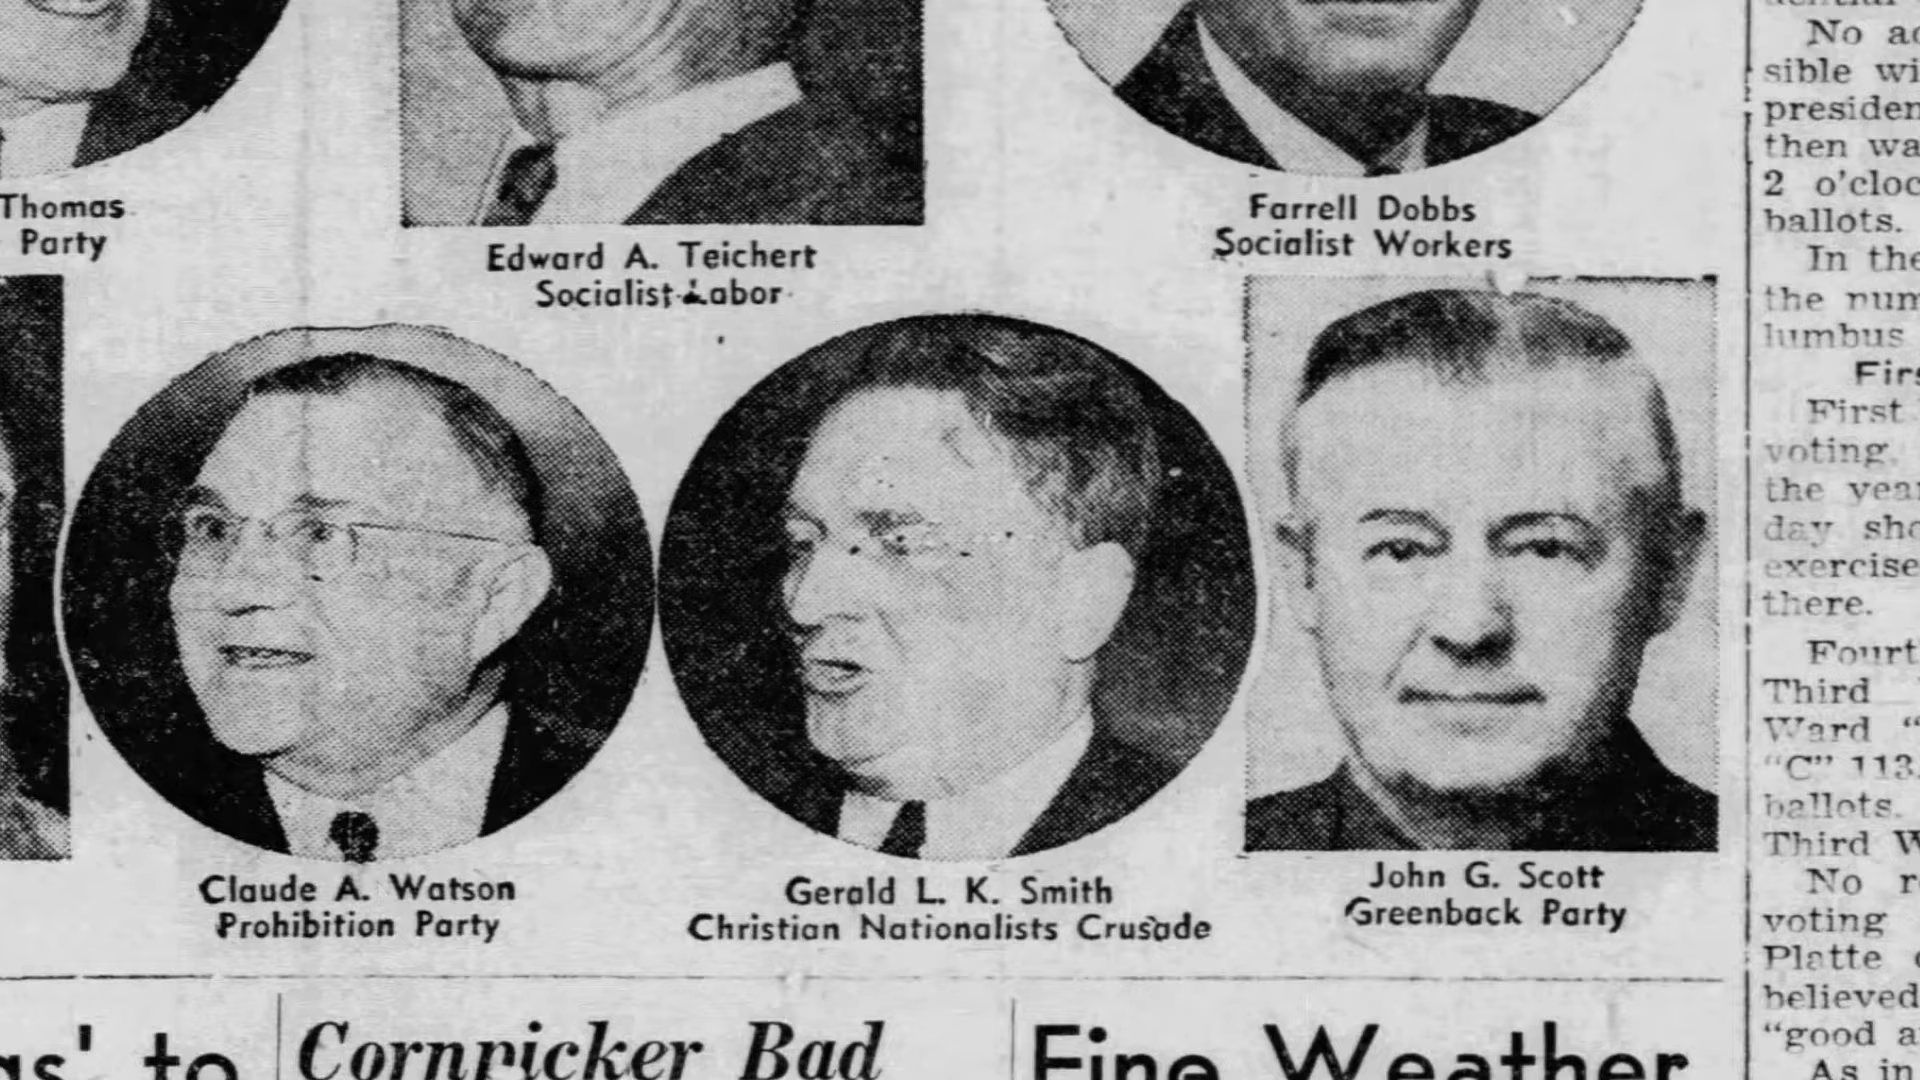 Thomas
Party
Edward A. Teichert
Socialist-Labor
Farrell Dobbs
Socialist Workers
Claude A. Watson
Prohibition Party
Gerald L. K. Smith
Christian Nationalists Crusade
John G. Scott
Greenback Party
No
sible
presiden
then wa
2 o'cloc
ballots.
In the
the num
lumbus
Firs
First
voting.
the year
day sho
exercise
there.
Fourt
Third
Ward "
"C" 113.
ballots.
Third W
No r
voting
Platte
believed
"good a
As in
s' to
Cornpicker Bad
Fine Weather